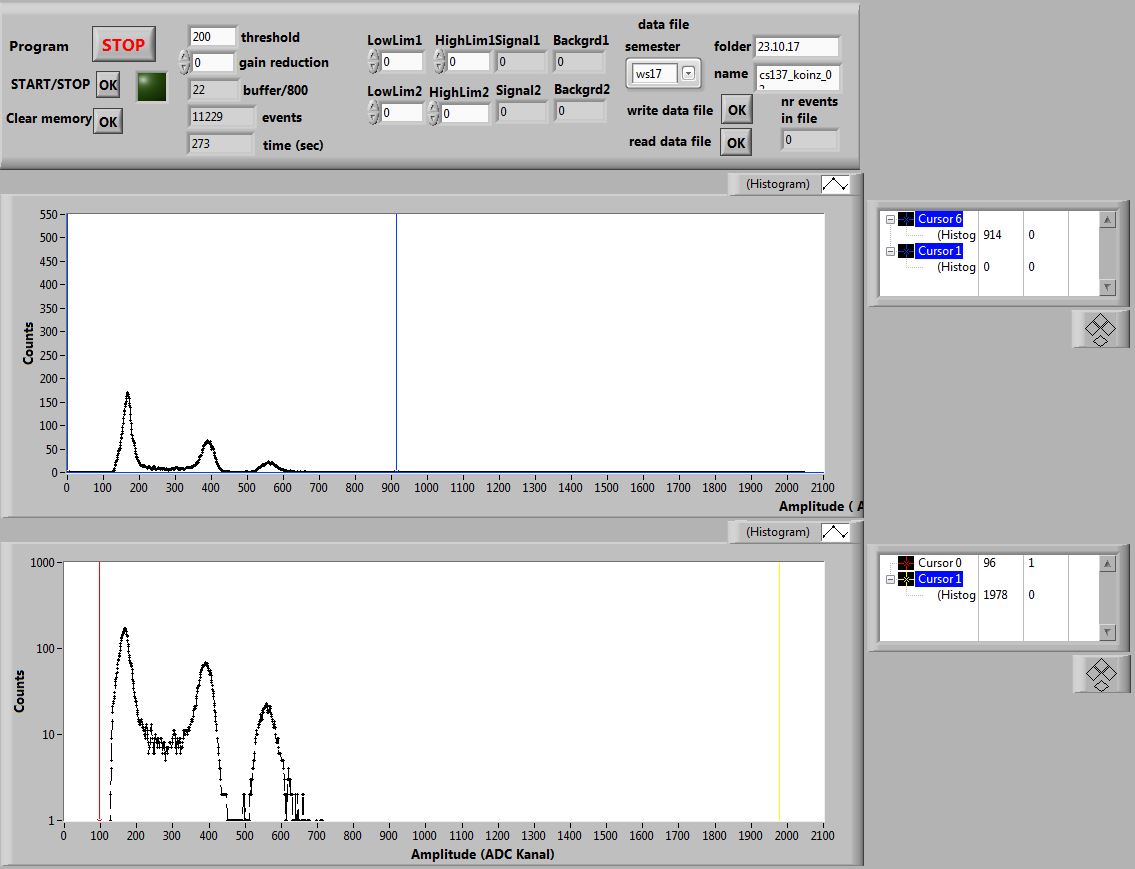 Program
STOP
START/STOP OK
Clear memory OK
200 threshold
0 gain reduction
22 buffer/800
11229 events
273 time (sec)
LowLim1 HighLim1 Signal1 Backgrd1
0 0 0 0
LowLim2 HighLim2 Signal2 Backgrd2
0 0 0 0
data file
semester
ws17
folder 23.10.17
name cs137_koinz_0
write data file OK
read data file OK
nr events
in file
0
(Histogram)
550
500
450
400
350
300
250
200
150
100
50
0
Counts
0 100 200 300 400 500 600 700 800 900 1000 1100 1200 1300 1400 1500 1600 1700 1800 1900 2000 2100
Amplitude ( A
Cursor 6
(Histog 914 0
Cursor 1
(Histog 0 0
(Histogram)
1000
100
10
1
Counts
0 100 200 300 400 500 600 700 800 900 1000 1100 1200 1300 1400 1500 1600 1700 1800 1900 2000 2100
Amplitude (ADC Kanal)
Cursor 0 96 1
Cursor 1
(Histog 1978 0